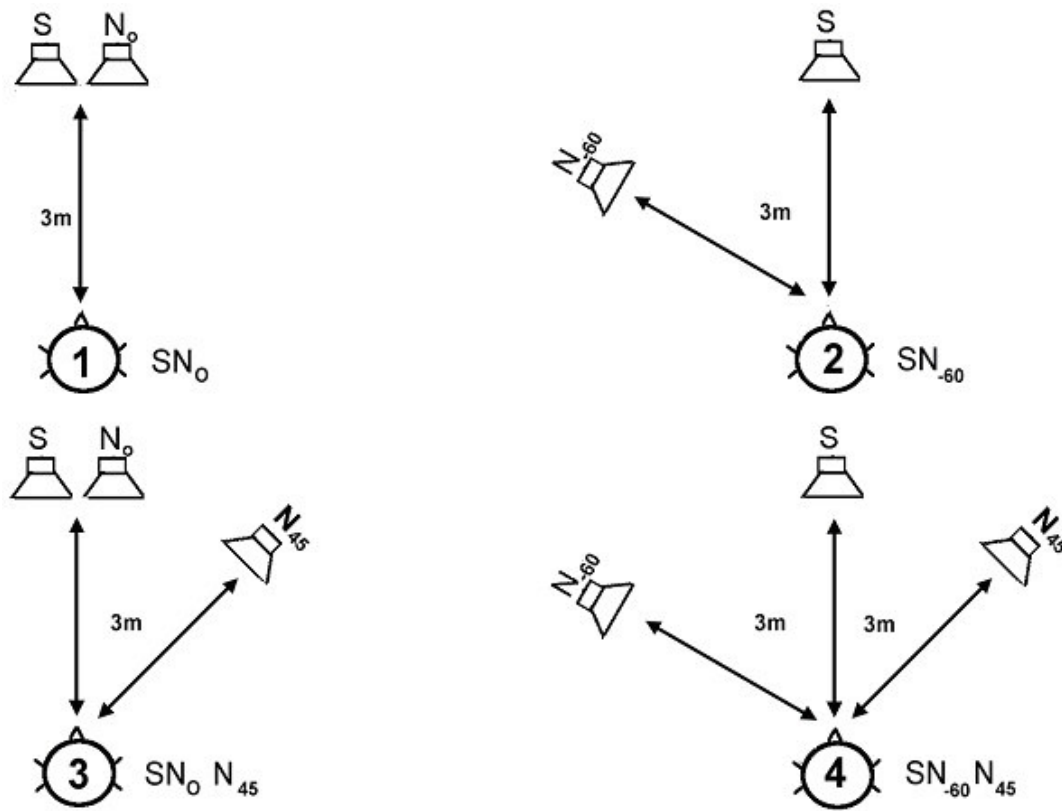 S N₀
S
N₋₆₀
3m
3m
1 SN₀
2 SN₋₆₀
S N₀
S
N₄₅
N₋₆₀
N₄₅
3m
3m
3m
3 SN₀ N₄₅
4 SN₋₆₀ N₄₅